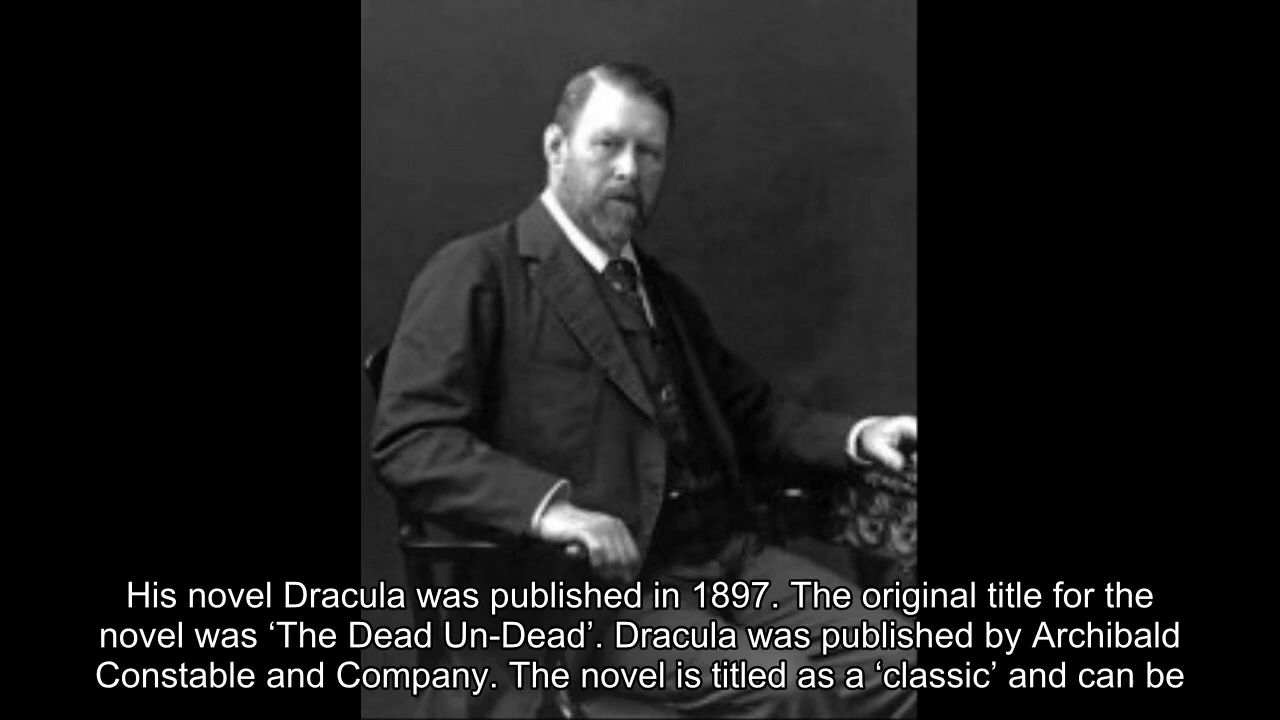 His novel Dracula was published in 1897. The original title for the
novel was ‘The Dead Un-Dead’. Dracula was published by Archibald
Constable and Company. The novel is titled as a ‘classic’ and can be